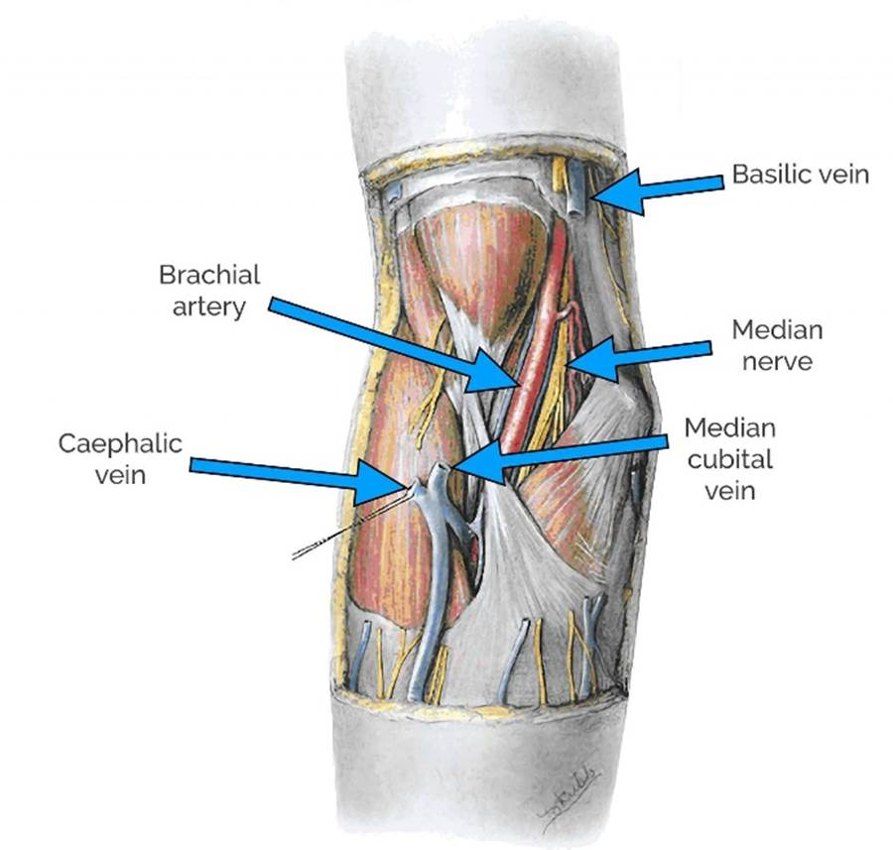 Basilic vein
Brachial
artery
Median
nerve
Caephalic
vein
Median
cubital
vein